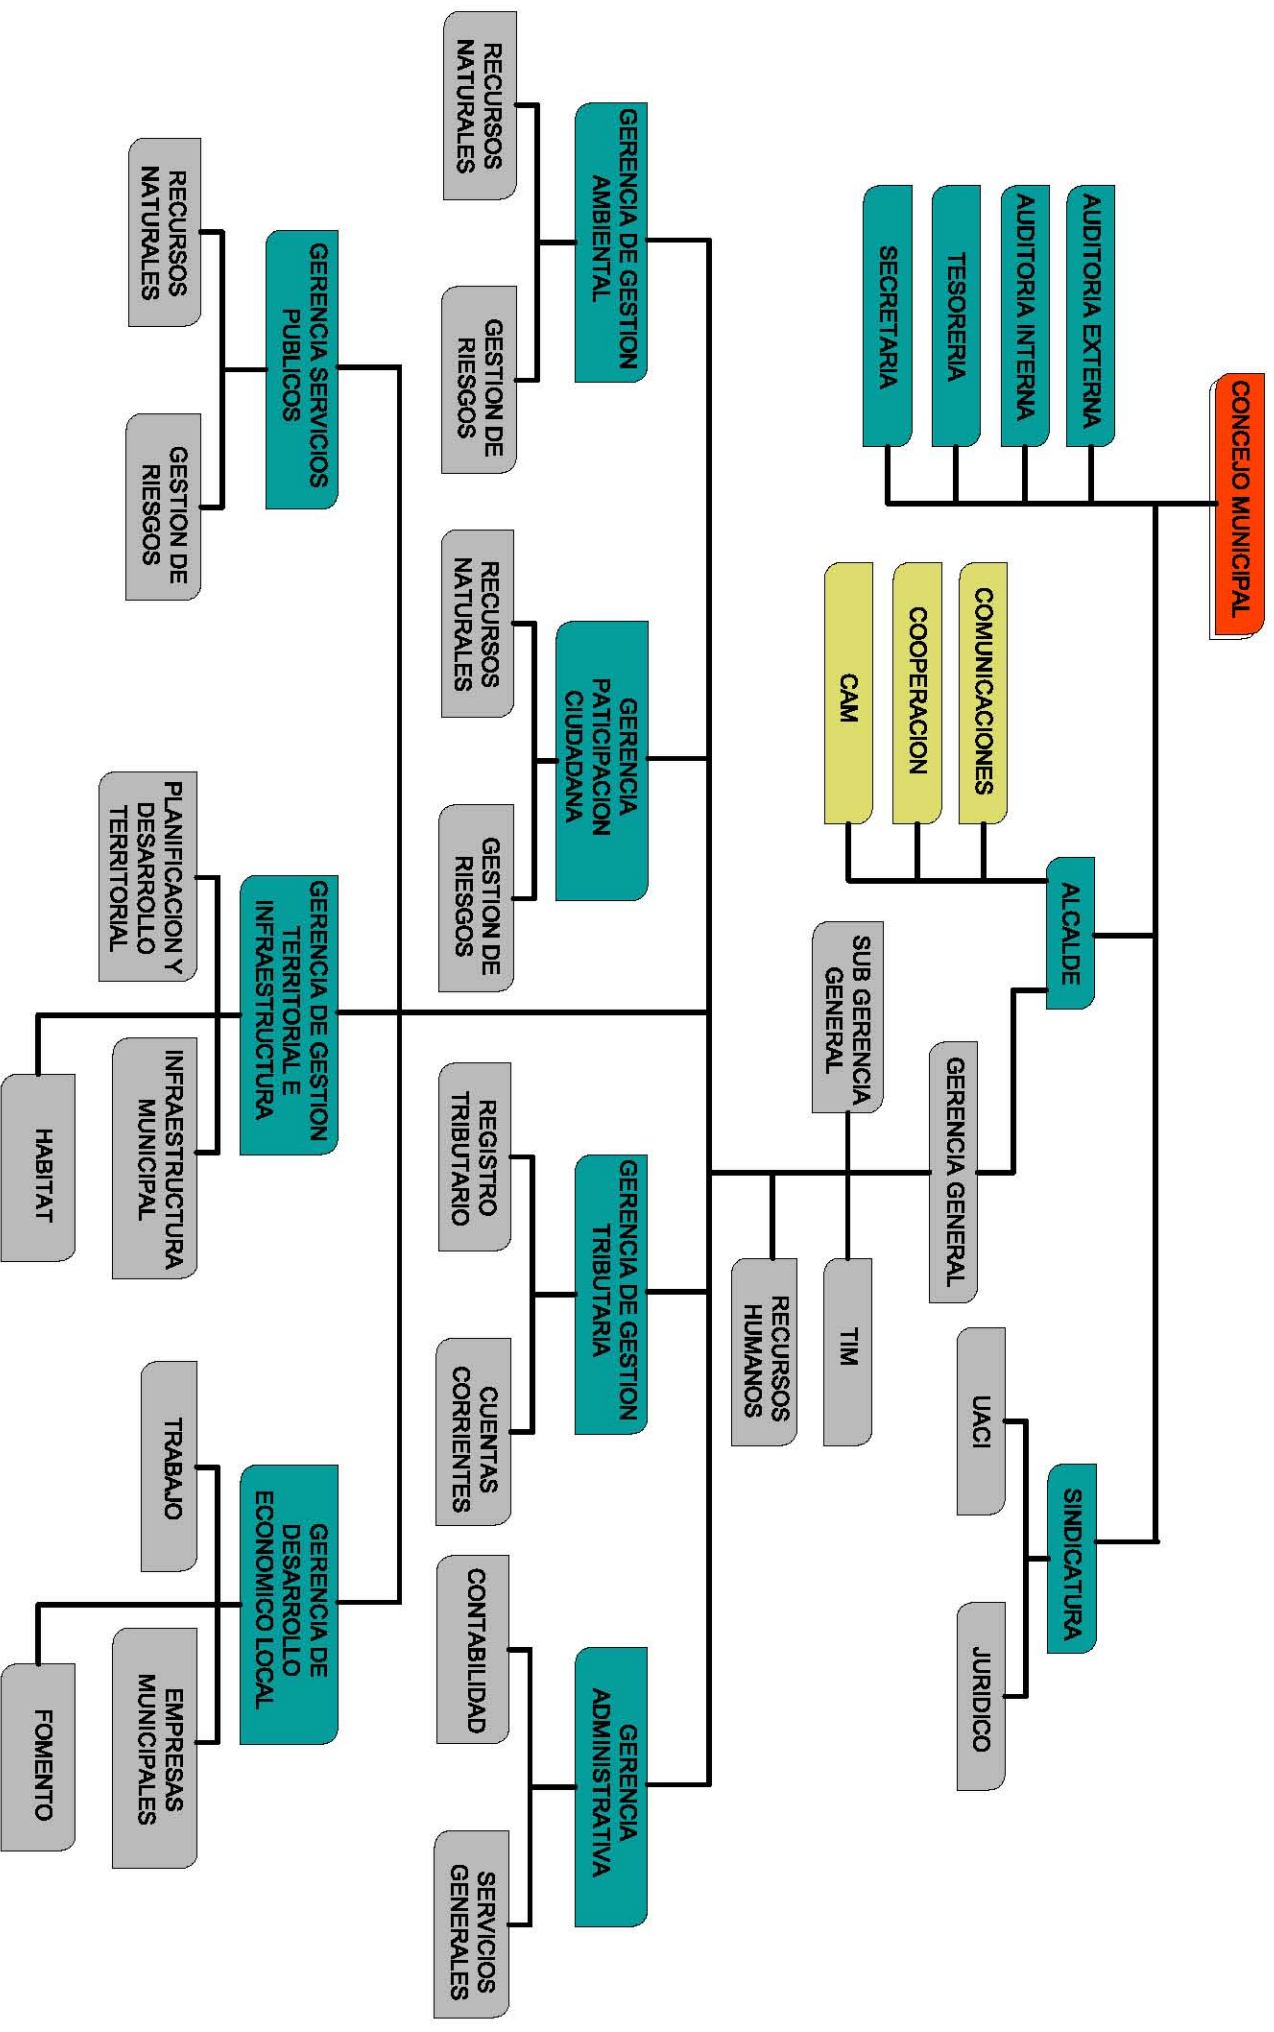 CONCEJO MUNICIPAL
AUDITORIA EXTERNA
AUDITORIA INTERNA
TESORERIA
SECRETARIA
ALCALDE
SINDICATURA
COMUNICACIONES
COOPERACION
CAM
UACI
JURIDICO
GERENCIA GENERAL
SUB GERENCIA
GENERAL
TIM
RECURSOS
HUMANOS
GERENCIA DE GESTION
AMBIENTAL
RECURSOS
NATURALES
GESTION DE
RIESGOS
GERENCIA
PATICIPACION
CIUDADANA
RECURSOS
NATURALES
GESTION DE
RIESGOS
GERENCIA DE GESTION
TRIBUTARIA
REGISTRO
TRIBUTARIO
CUENTAS
CORRIENTES
GERENCIA
ADMINISTRATIVA
CONTABILIDAD
SERVICIOS
GENERALES
GERENCIA SERVICIOS
PUBLICOS
RECURSOS
NATURALES
GESTION DE
RIESGOS
GERENCIA DE GESTION
TERRITORIAL E
INFRAESTRUCTURA
PLANIFICACION Y
DESARROLLO
TERRITORIAL
INFRAESTRUCTURA
MUNICIPAL
HABITAT
GERENCIA DE
DESARROLLO
ECONOMICO LOCAL
TRABAJO
EMPRESAS
MUNICIPALES
FOMENTO